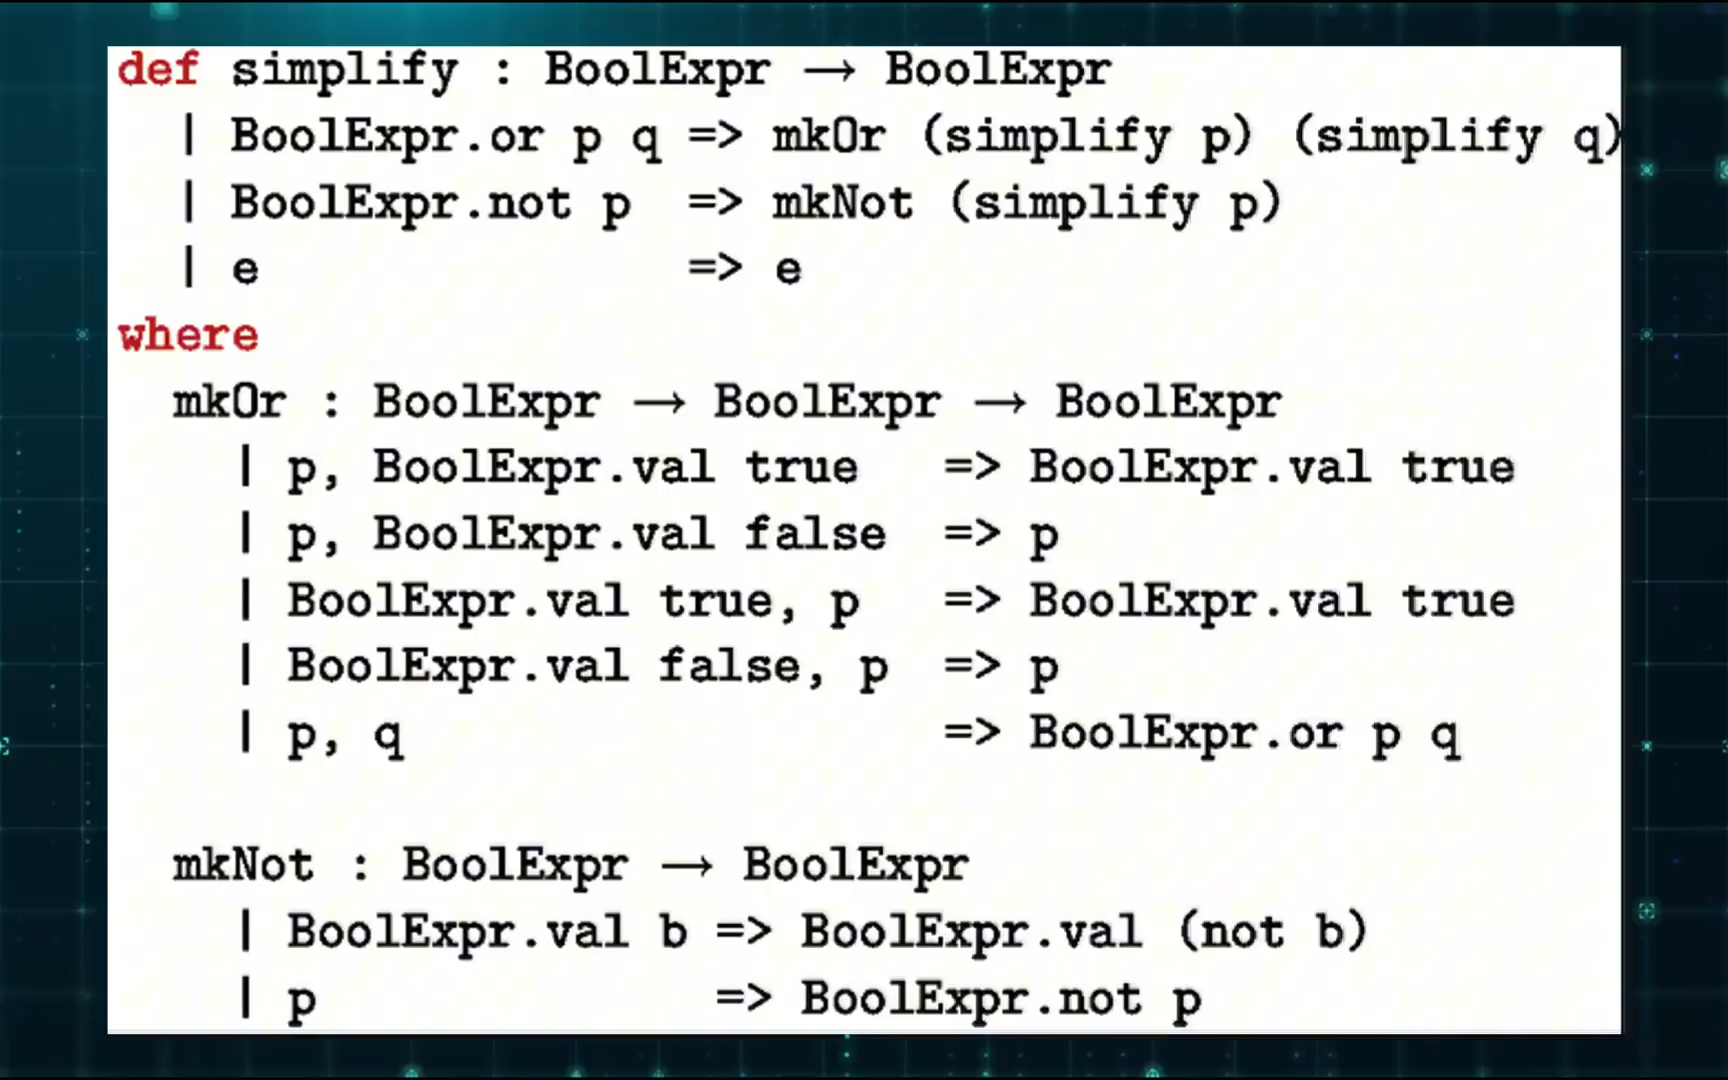 def simplify : BoolExpr → BoolExpr
| BoolExpr.or p q => mkOr (simplify p) (simplify q)
| BoolExpr.not p => mkNot (simplify p)
| e => e
where
mkOr : BoolExpr → BoolExpr → BoolExpr
| p, BoolExpr.val true => BoolExpr.val true
| p, BoolExpr.val false => p
| BoolExpr.val true, p => BoolExpr.val true
| BoolExpr.val false, p => p
| p, q => BoolExpr.or p q
mkNot : BoolExpr → BoolExpr
| BoolExpr.val b => BoolExpr.val (not b)
| p => BoolExpr.not p